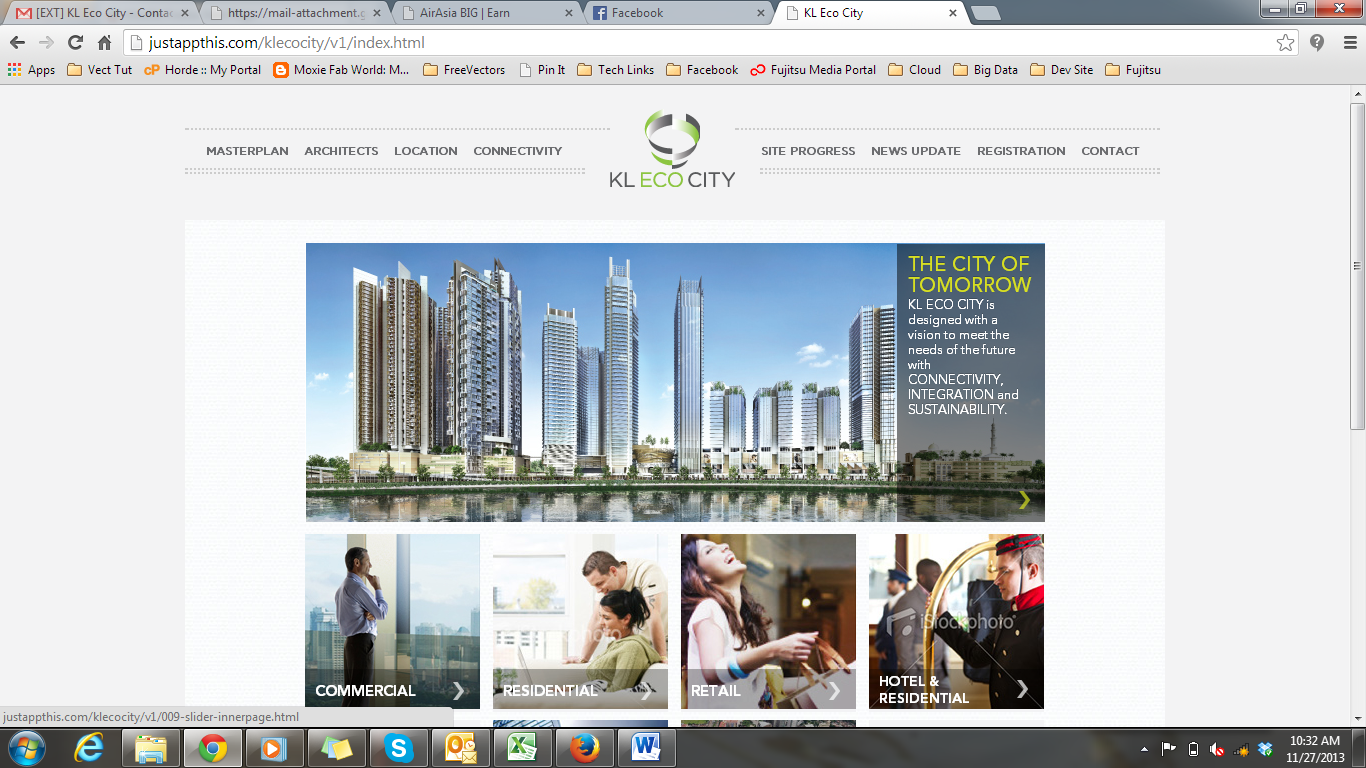 [EXT] KL Eco City - Contac
https://mail-attachment.g
AirAsia BIG | Earn
Facebook
KL Eco City
justappthis.com/klecocity/v1/index.html
Apps
Vect Tut
cP Horde :: My Portal
Moxie Fab World: M...
FreeVectors
Pin It
Tech Links
Facebook
Fujitsu Media Portal
Cloud
Big Data
Dev Site
Fujitsu
MASTERPLAN
ARCHITECTS
LOCATION
CONNECTIVITY
KL ECO CITY
SITE PROGRESS
NEWS UPDATE
REGISTRATION
CONTACT
THE CITY OF
TOMORROW
KL ECO CITY is
designed with a
vision to meet the
needs of the future
with
CONNECTIVITY,
INTEGRATION and
SUSTAINABILITY.
COMMERCIAL
RESIDENTIAL
RETAIL
iStockphoto
HOTEL &
RESIDENTIAL
justappthis.com/klecocity/v1/009-slider-innerpage.html
10:32 AM
11/27/2013